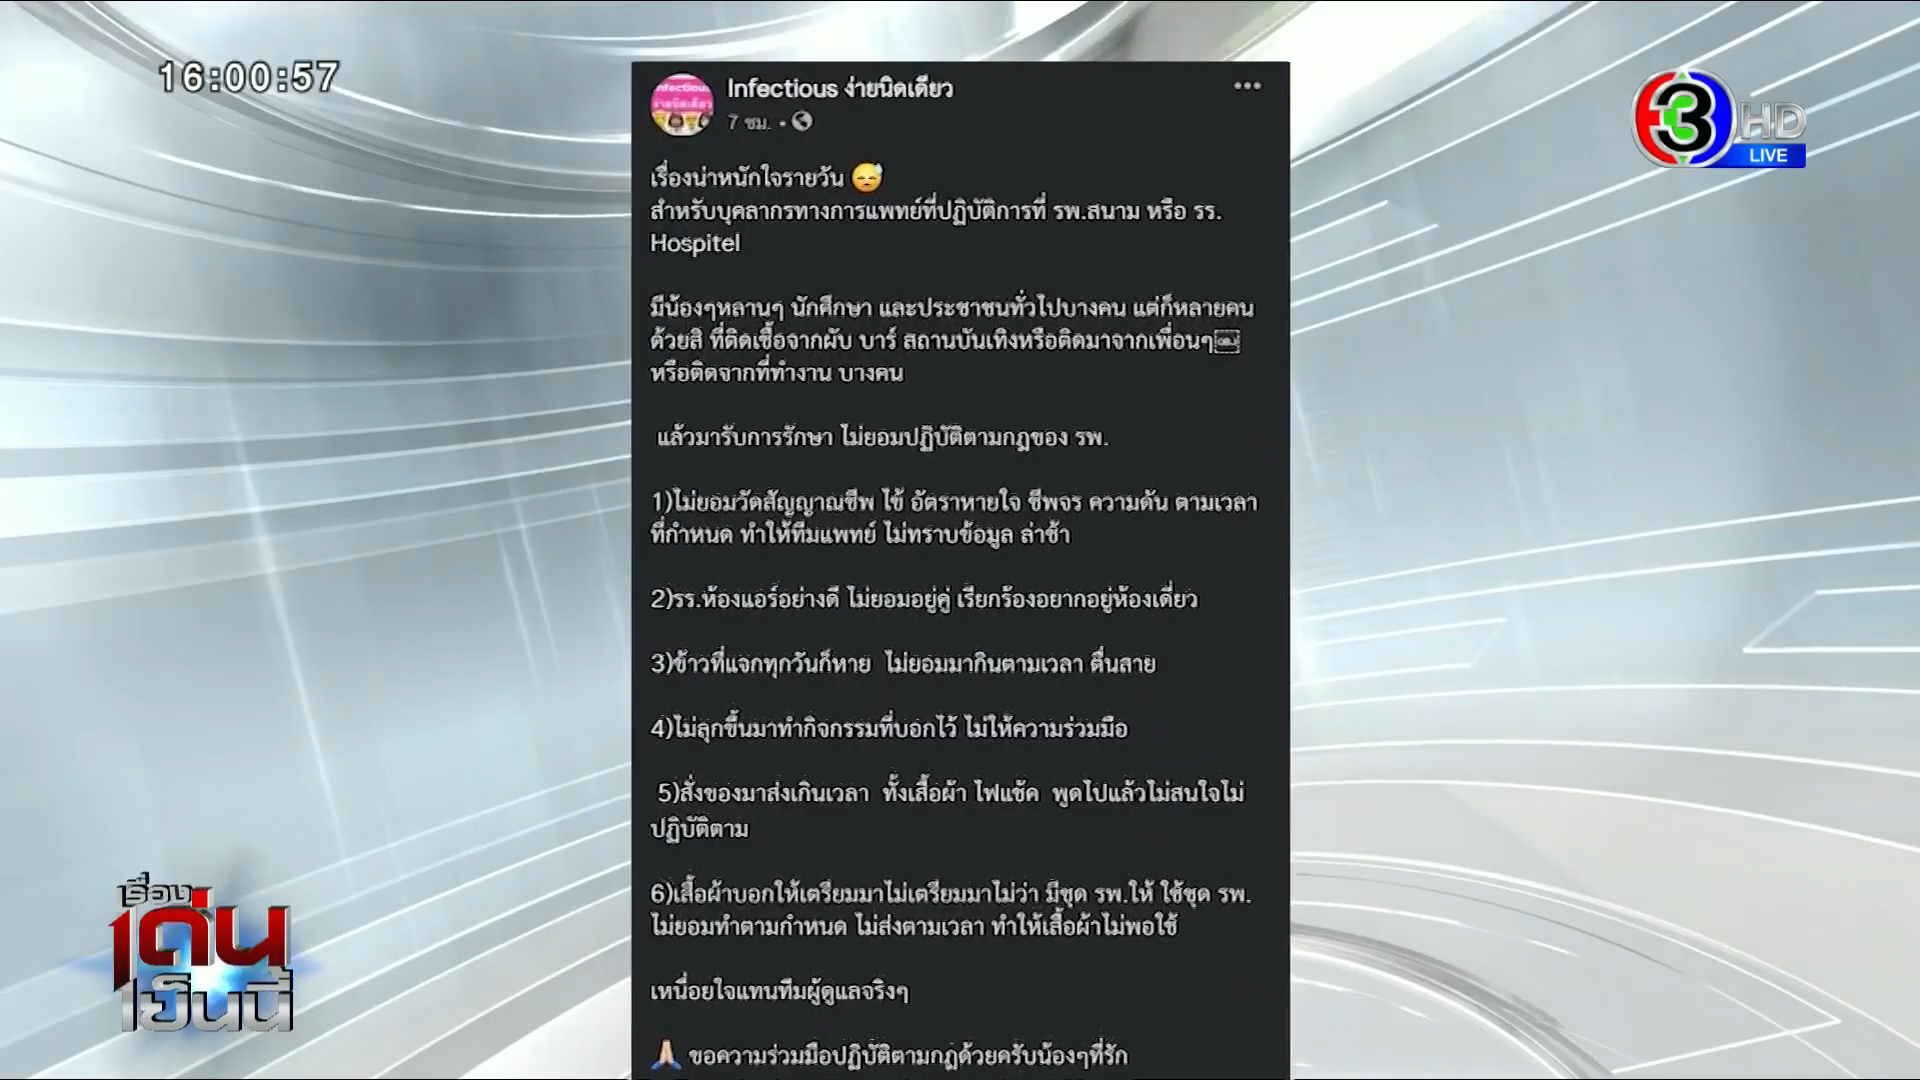 16:00:57
Infectious ง่ายนิดเดียว
7 ชม.
3 HD
LIVE
เรื่องน่าหนักใจรายวัน 😓
สำหรับบุคลากรทางการแพทย์ที่ปฏิบัติการที่ รพ.สนาม หรือ รร.
Hospitel
มีน้องๆหลานๆ นักศึกษา และประชาชนทั่วไปบางคน แต่ก็หลายคน
ด้วยสิ ที่ติดเชื้อจากผับ บาร์ สถานบันเทิงหรือติดมาจากเพื่อนๆ
หรือติดจากที่ทำงาน บางคน
แล้วมารับการรักษา ไม่ยอมปฏิบัติตามกฎของ รพ.
1)ไม่ยอมวัดสัญญาณชีพ ไข้ อัตราหายใจ ชีพจร ความดัน ตามเวลา
ที่กำหนด ทำให้ทีมแพทย์ ไม่ทราบข้อมูล ล่าช้า
2)รร.ห้องแอร์อย่างดี ไม่ยอมอยู่คู่ เรียกร้องอยากอยู่ห้องเดี่ยว
3)ข้าวที่แจกทุกวันก็หาย ไม่ยอมมากินตามเวลา ตื่นสาย
4)ไม่ลุกขึ้นมาทำกิจกรรมที่บอกไว้ ไม่ให้ความร่วมมือ
5)สั่งของมาส่งเกินเวลา ทั้งเสื้อผ้า ไฟแช้ค พูดไปแล้วไม่สนใจไม่
ปฏิบัติตาม
6)เสื้อผ้าบอกให้เตรียมมาไม่เตรียมมาไม่ว่า มีชุด รพ.ให้ ใช้ชุด รพ.
ไม่ยอมทำตามกำหนด ไม่ส่งตามเวลา ทำให้เสื้อผ้าไม่พอใช้
เหนื่อยใจแทนทีมผู้ดูแลจริงๆ
🙏 ขอความร่วมมือปฏิบัติตามกฎด้วยครับน้องๆที่รัก
เรื่อง
เด่น
เย็นนี้